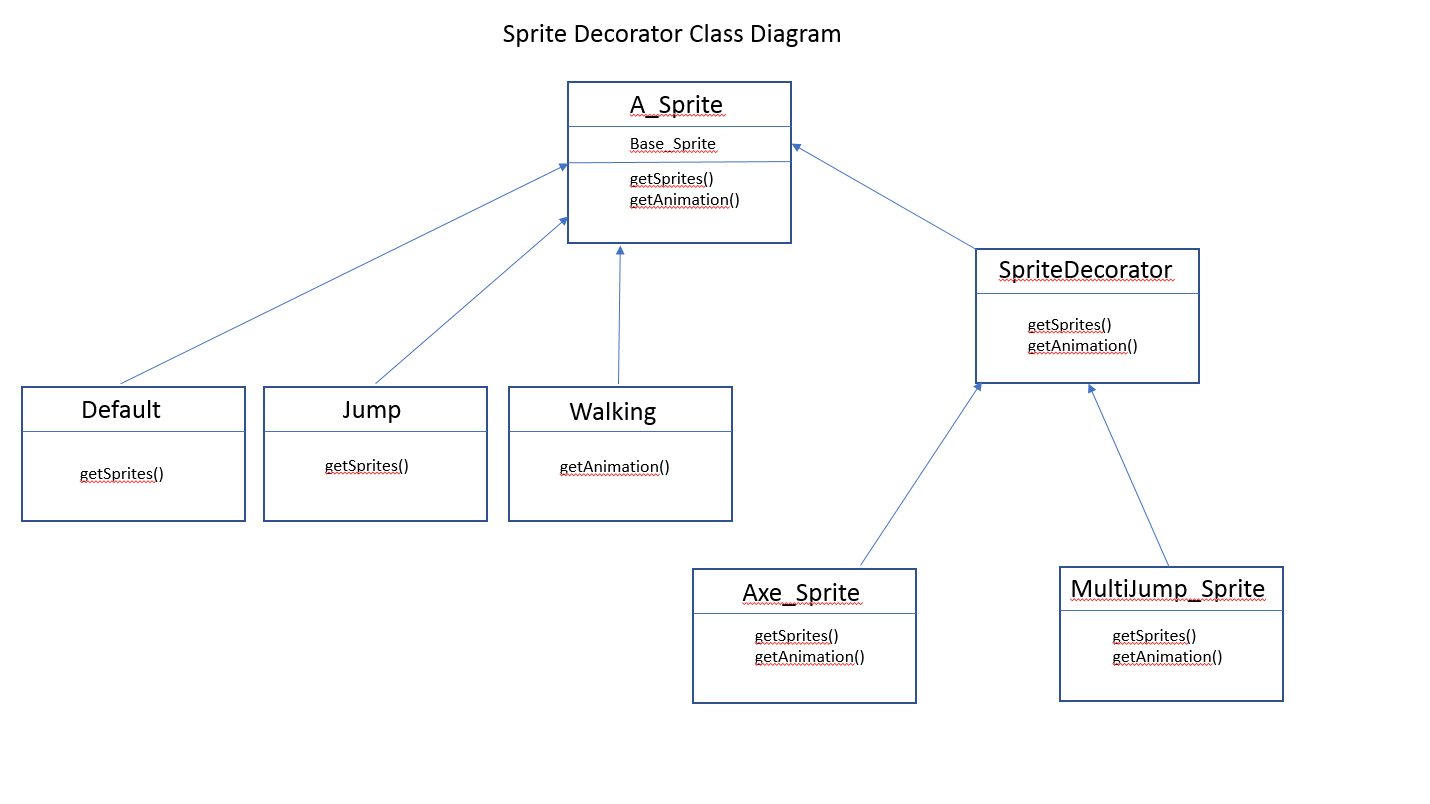 Sprite Decorator Class Diagram
A_Sprite
Base_Sprite
getSprites()
getAnimation()
SpriteDecorator
getSprites()
getAnimation()
Default
getSprites()
Jump
getSprites()
Walking
getAnimation()
Axe_Sprite
getSprites()
getAnimation()
MultiJump_Sprite
getSprites()
getAnimation()